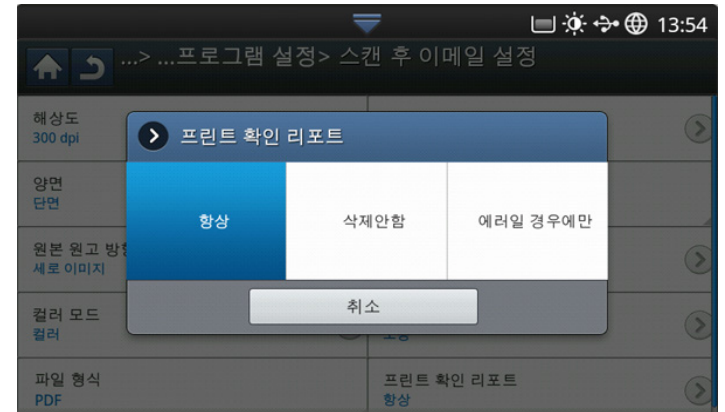 13:54
...> ...프로그램 설정> 스캔 후 이메일 설정
해상도
300 dpi
프린트 확인 리포트
양면
단면
항상
삭제안함
에러일 경우에만
원본 원고
세로 이미지
취소
컬러 모드
컬러
파일 형식
PDF
프린트 확인 리포트
항상